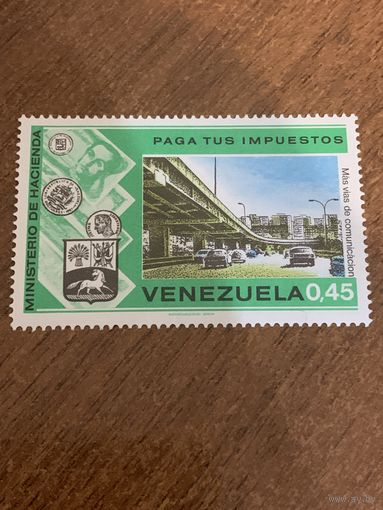 MINISTERIO DE HACIENDA
PAGA TUS IMPUESTOS
Más vías de comunicación
VENEZUELA 0,45